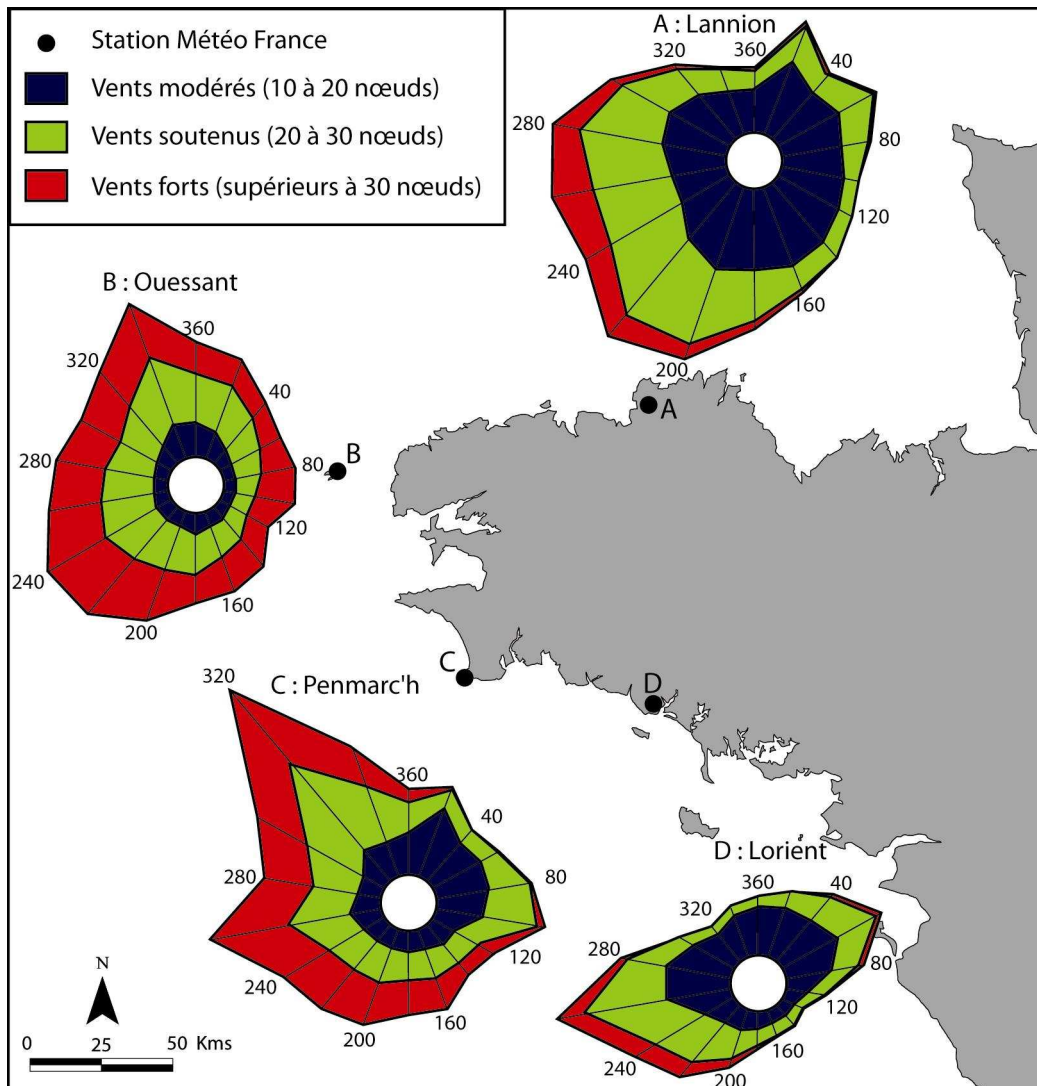 Station Météo France
Vents modérés (10 à 20 nœuds)
Vents soutenus (20 à 30 nœuds)
Vents forts (supérieurs à 30 nœuds)
A : Lannion
320
360
40
280
80
120
240
160
200
B : Ouessant
360
320
40
280
80
B
120
240
160
200
A
C
D
C : Penmarc'h
320
360
40
280
80
120
240
160
200
D : Lorient
360
40
320
280
80
120
160
240
200
N
0 25 50 Kms